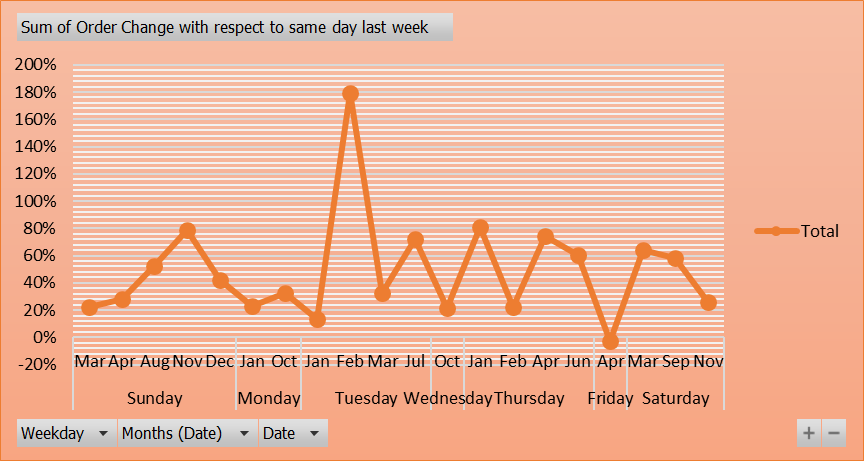 Sum of Order Change with respect to same day last week
200%
180%
160%
140%
120%
100%
80%
60%
40%
20%
0%
-20%
Total
Mar Apr Aug Nov Dec Jan Oct Jan Feb Mar Jul Oct Jan Feb Apr Jun Apr Mar Sep Nov
Sunday Monday Tuesday Wednesday Thursday Friday Saturday
Weekday Months (Date) Date
+ −